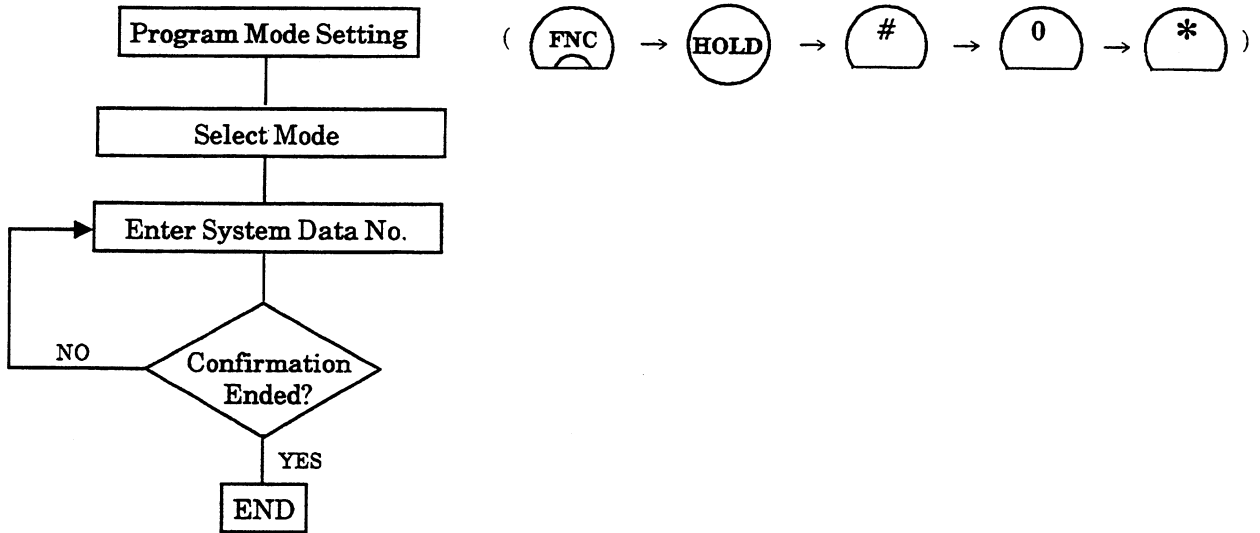 Program Mode Setting
( FNC → HOLD → # → 0 → * )
Select Mode
Enter System Data No.
NO
Confirmation
Ended?
YES
END